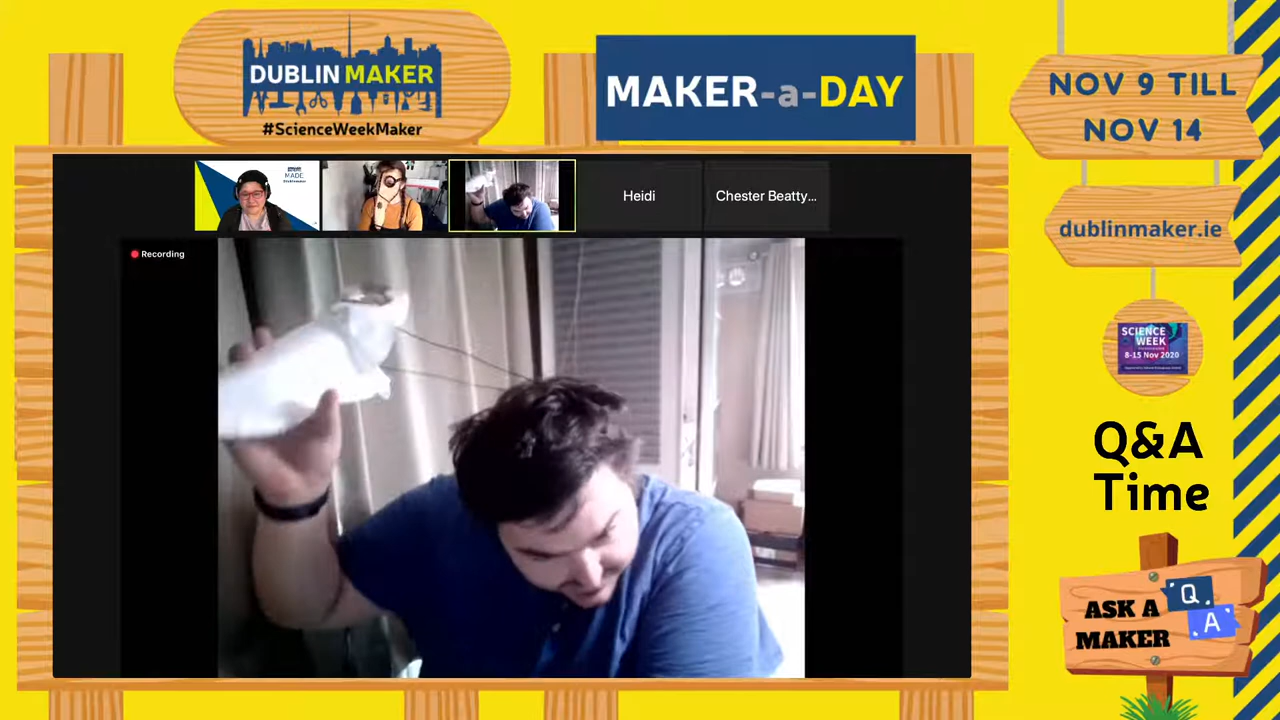 DUBLIN MAKER
#ScienceWeekMaker
MAKER-a-DAY
NOV 9 TILL
NOV 14
dublinmaker.ie
MADE
Heidi
Chester Beatty...
Recording
SCIENCE
WEEK
8-15 Nov 2020
Q&A
Time
ASK A
MAKER
Q
A